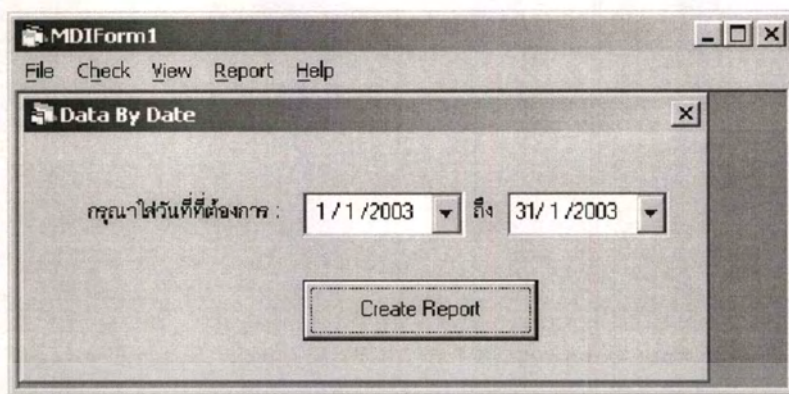 MDIForm1
File Check View Report Help
Data By Date
กรุณาใส่วันที่ที่ต้องการ : 1 / 1 /2003 ถึง 31/ 1 /2003
Create Report